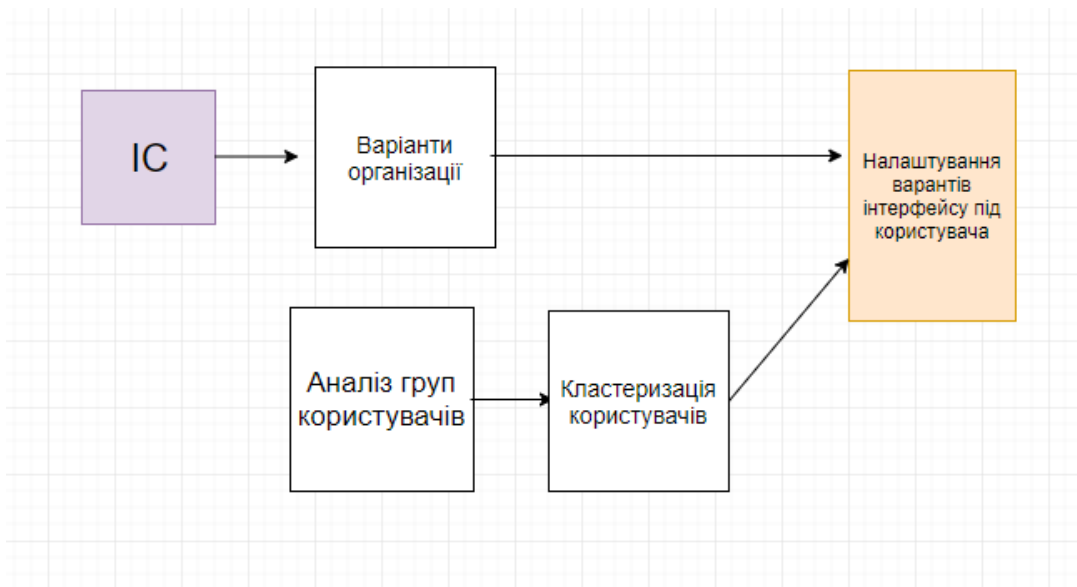 ІС
Варіанти
організації
Налаштування
варантів
інтерфейсу під
користувача
Аналіз груп
користувачів
Кластеризація
користувачів